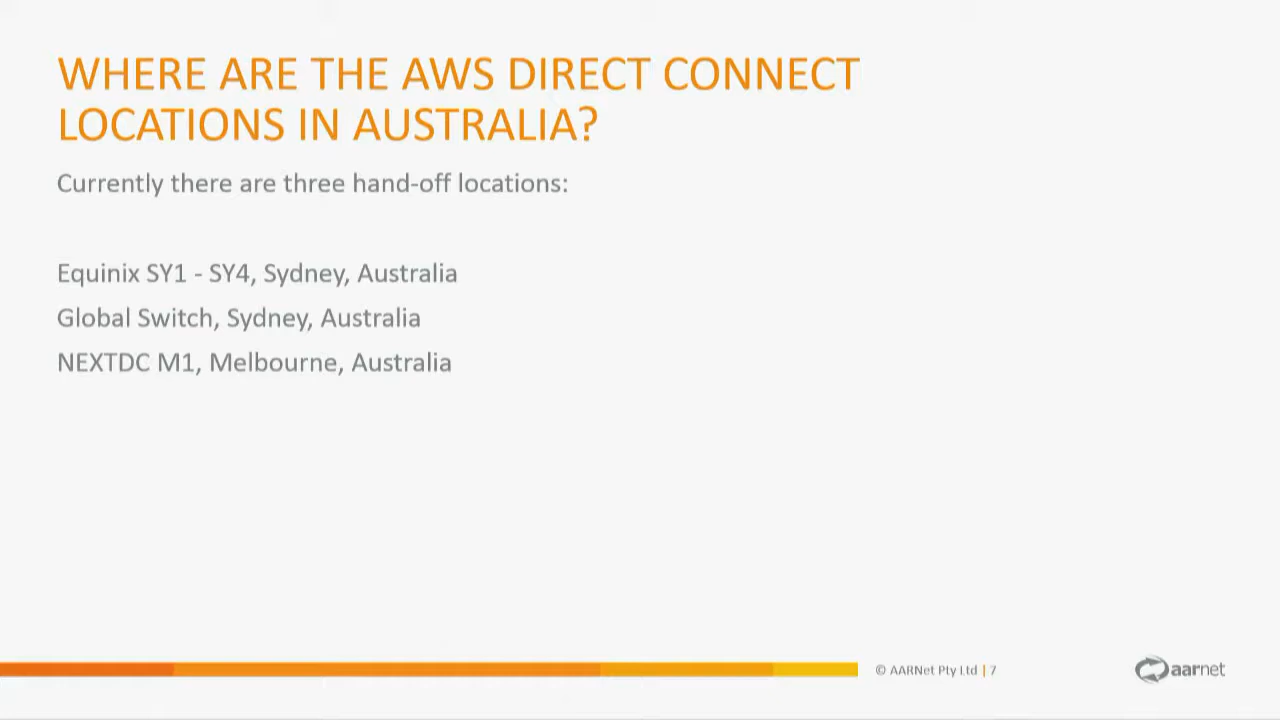 WHERE ARE THE AWS DIRECT CONNECT
LOCATIONS IN AUSTRALIA?
Currently there are three hand-off locations:
Equinix SY1 - SY4, Sydney, Australia
Global Switch, Sydney, Australia
NEXTDC M1, Melbourne, Australia
© AARNet Pty Ltd | 7
aarnet